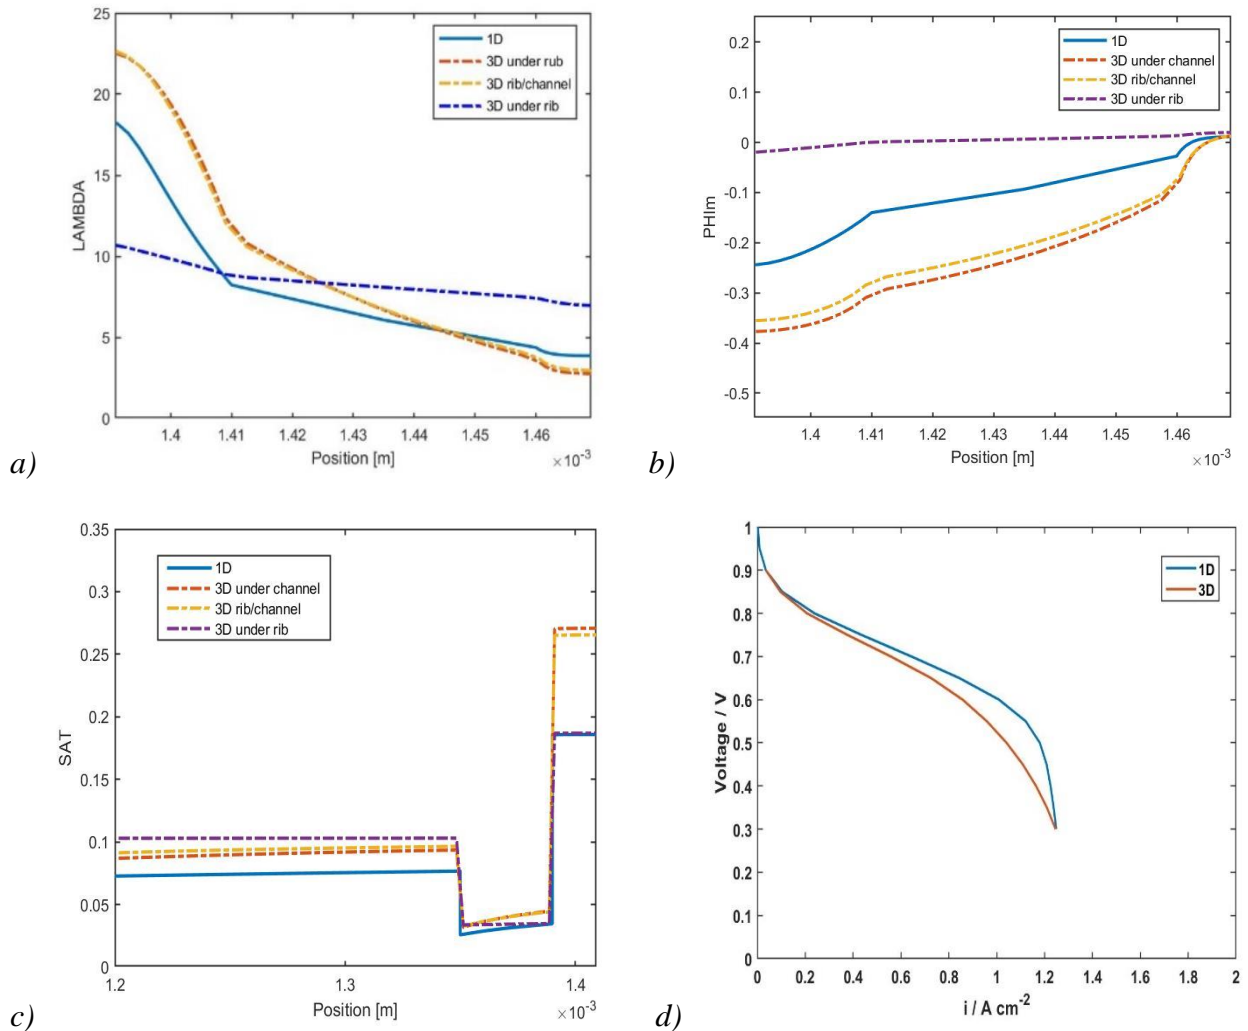 25
20
15
10
5
0
LAMBDA
1D
3D under rub
3D rib/channel
3D under rib
1.4
1.41
1.42
1.43
1.44
1.45
1.46
Position [m]
×10-3
a)
0.2
0.1
0
-0.1
-0.2
-0.3
-0.4
-0.5
PHIm
1D
3D under channel
3D rib/channel
3D under rib
1.4
1.41
1.42
1.43
1.44
1.45
1.46
Position [m]
×10-3
b)
0.35
0.3
0.25
0.2
0.15
0.1
0.05
0
SAT
1D
3D under channel
3D rib/channel
3D under rib
1.2
1.3
1.4
Position [m]
×10-3
c)
1
0.9
0.8
0.7
0.6
0.5
0.4
0.3
0.2
0.1
0
Voltage / V
1D
3D
0
0.2
0.4
0.6
0.8
1
1.2
1.4
1.6
1.8
2
i / A cm-2
d)